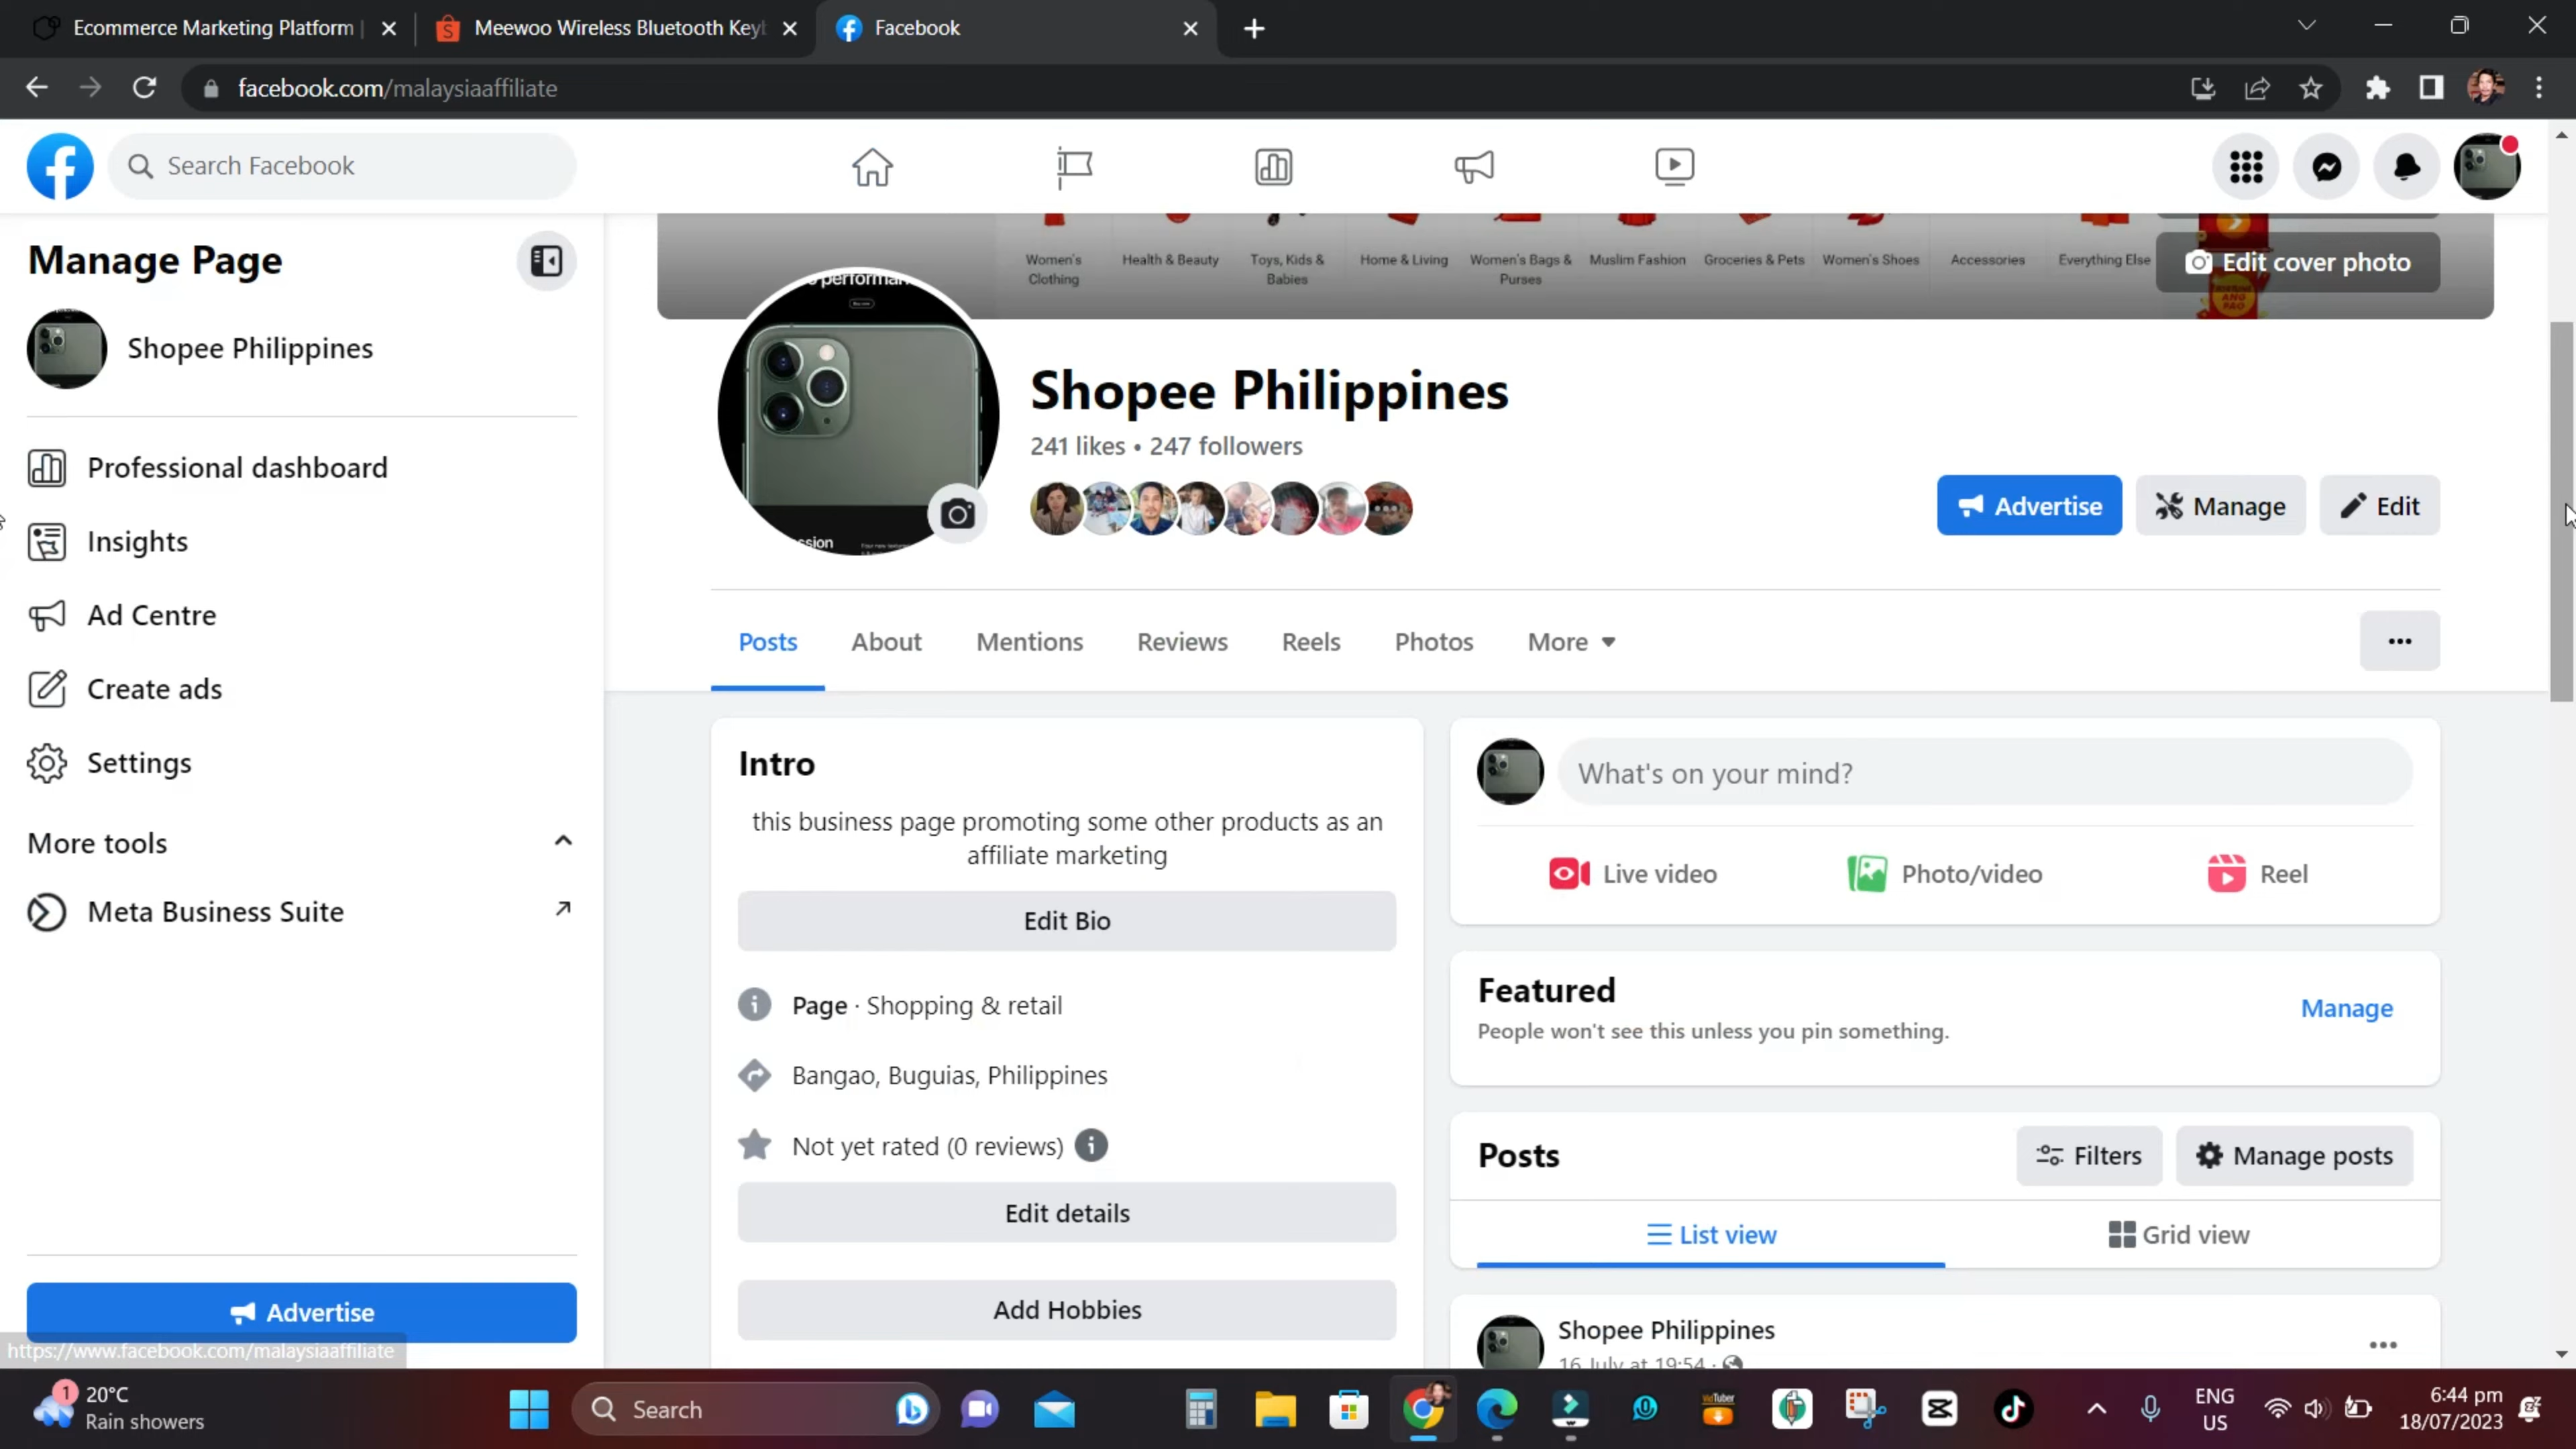 Ecommerce Marketing Platform |
Meewoo Wireless Bluetooth Keyb
Facebook
facebook.com/malaysiaaffiliate
Search Facebook
Manage Page
Shopee Philippines
Professional dashboard
Insights
Ad Centre
Create ads
Settings
More tools
Meta Business Suite
Advertise
https://www.facebook.com/malaysiaaffiliate
Women's Clothing
Health & Beauty
Toys, Kids & Babies
Home & Living
Women's Bags & Purses
Muslim Fashion
Groceries & Pets
Women's Shoes
Accessories
Everything Else
Edit cover photo
Shopee Philippines
241 likes • 247 followers
Advertise
Manage
Edit
Posts
About
Mentions
Reviews
Reels
Photos
More
Intro
this business page promoting some other products as an
affiliate marketing
Edit Bio
Page · Shopping & retail
Bangao, Buguias, Philippines
Not yet rated (0 reviews)
Edit details
Add Hobbies
What's on your mind?
Live video
Photo/video
Reel
Featured
People won't see this unless you pin something.
Manage
Posts
Filters
Manage posts
List view
Grid view
Shopee Philippines
16 July at 19:54 ·
1
20°C
Rain showers
Search
ENG
US
6:44 pm
18/07/2023